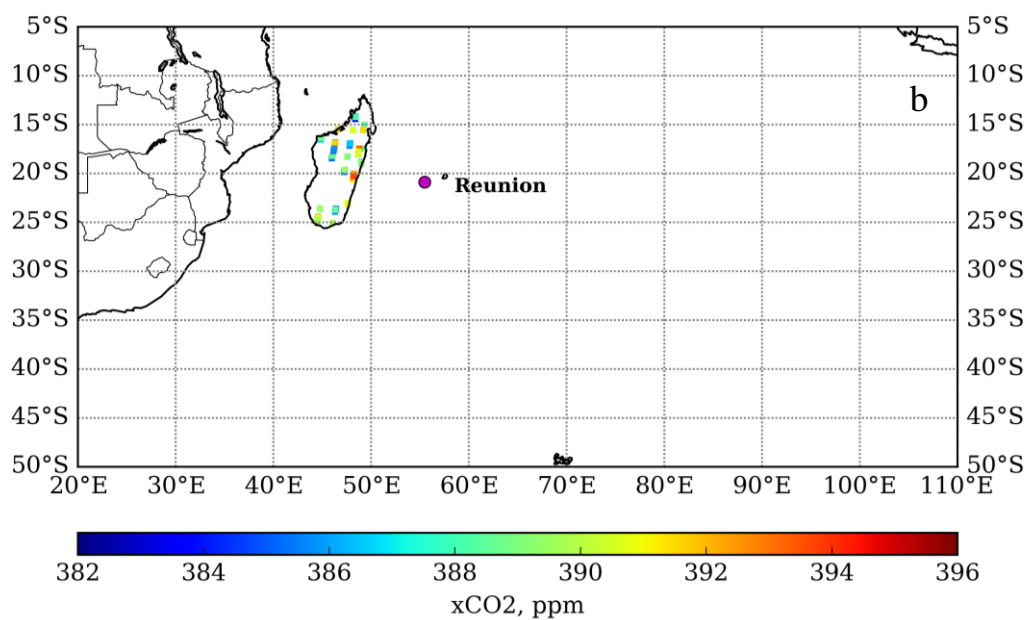 5°S 5°S
10°S 10°S
b
15°S 15°S
20°S 20°S
Reunion
25°S 25°S
30°S 30°S
35°S 35°S
40°S 40°S
45°S 45°S
50°S 50°S
20°E 30°E 40°E 50°E 60°E 70°E 80°E 90°E 100°E 110°E
382 384 386 388 390 392 394 396
xCO2, ppm